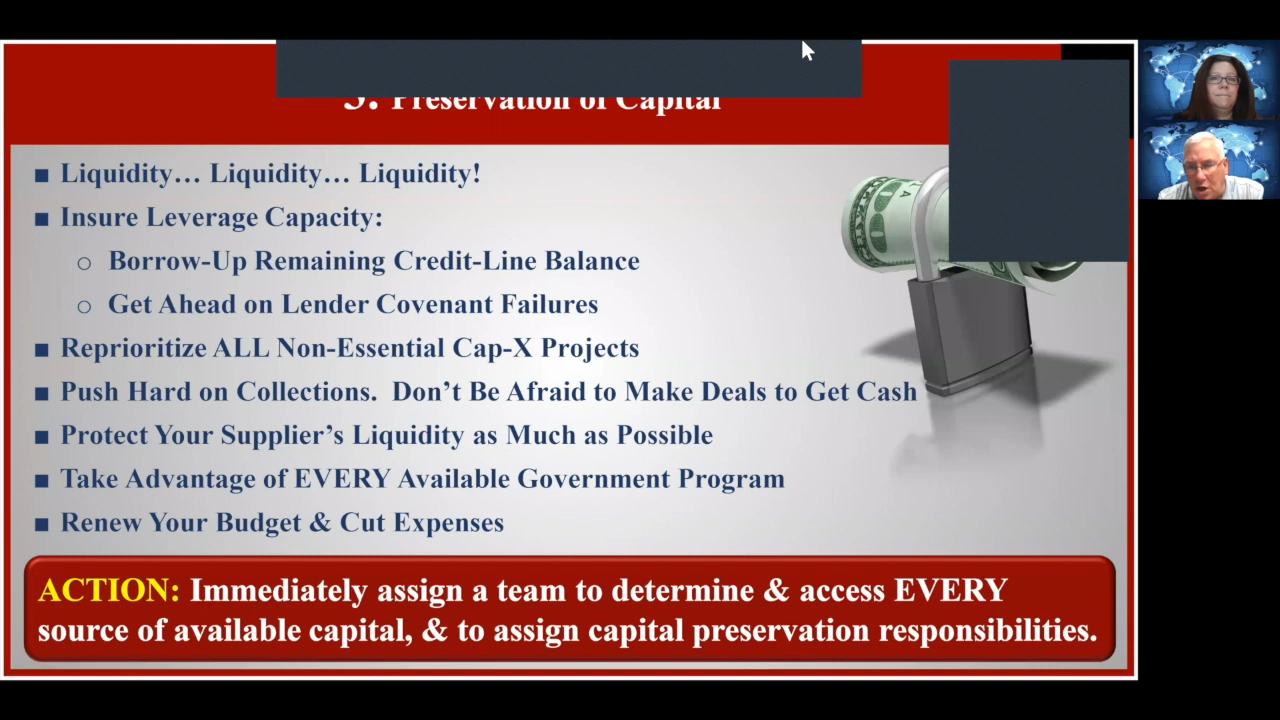 Preservation of Capital
■ Liquidity… Liquidity… Liquidity!
■ Insure Leverage Capacity:
o Borrow-Up Remaining Credit-Line Balance
o Get Ahead on Lender Covenant Failures
■ Reprioritize ALL Non-Essential Cap-X Projects
■ Push Hard on Collections. Don't Be Afraid to Make Deals to Get Cash
■ Protect Your Supplier's Liquidity as Much as Possible
■ Take Advantage of EVERY Available Government Program
■ Renew Your Budget & Cut Expenses
ACTION: Immediately assign a team to determine & access EVERY
source of available capital, & to assign capital preservation responsibilities.